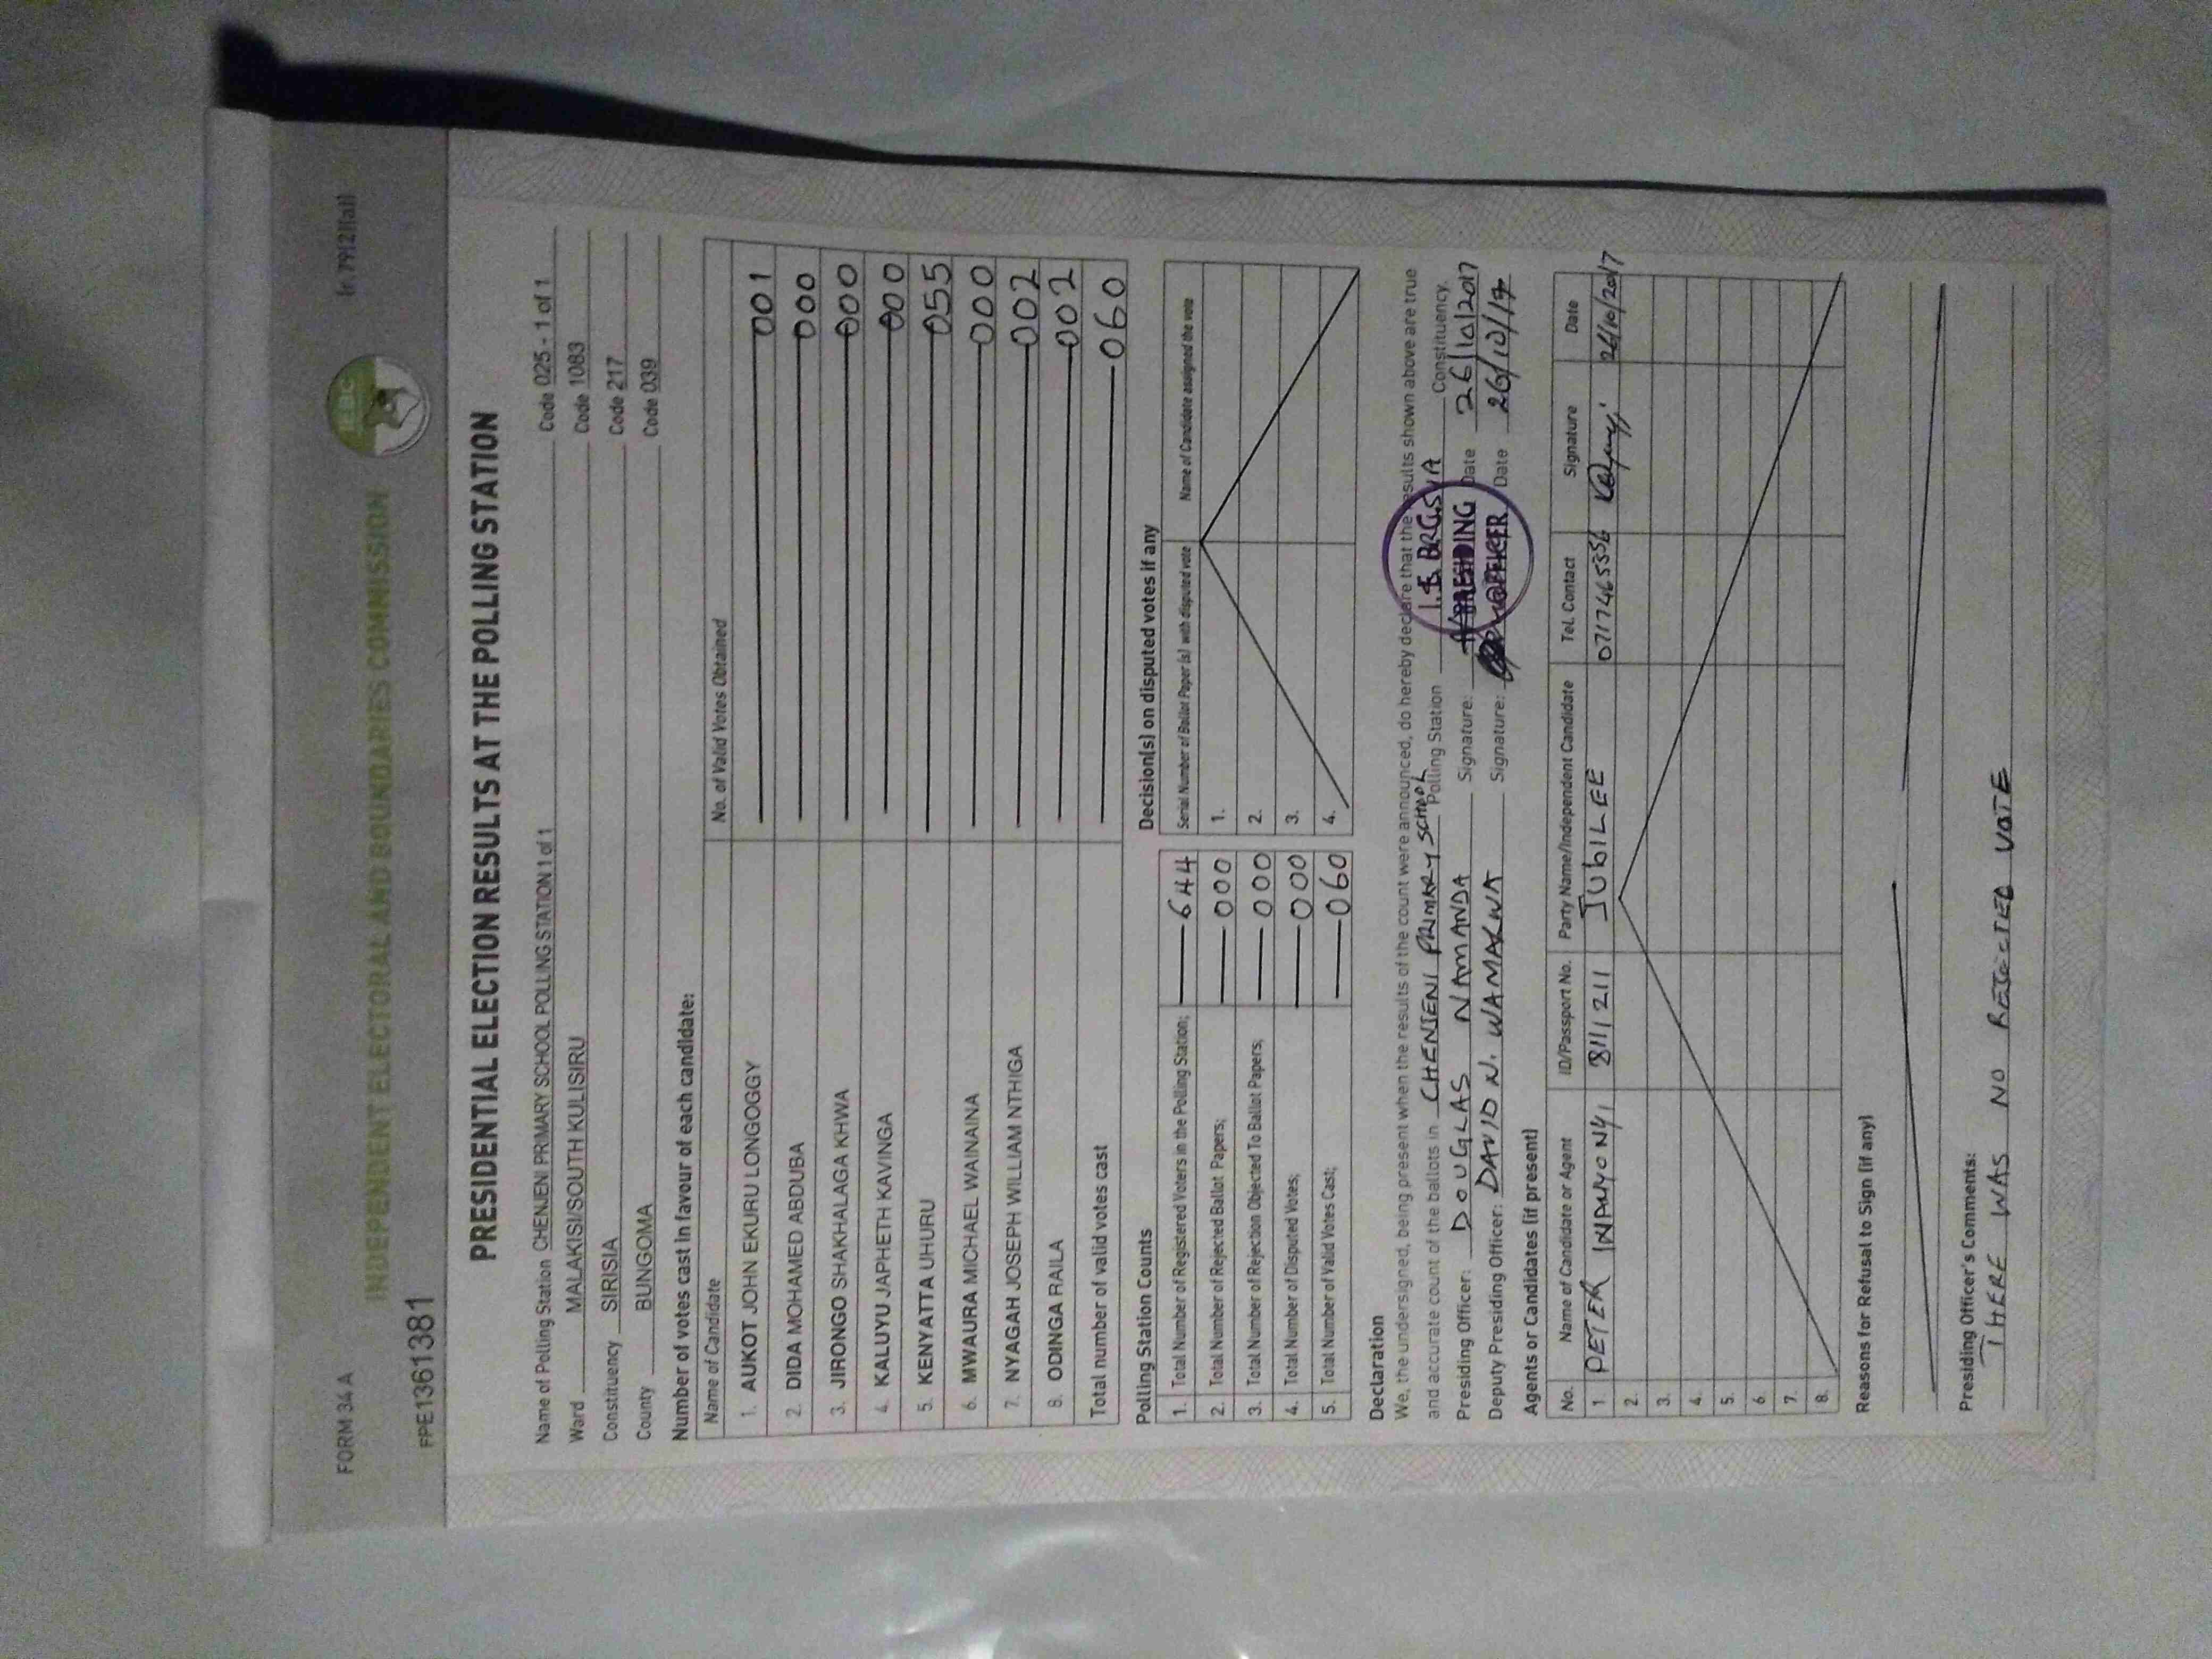 FORM 34 A
(r.79(2)(a))
INDEPENDENT ELECTORAL AND BOUNDARIES COMMISSION
IEBC
FPE1361381
PRESIDENTIAL ELECTION RESULTS AT THE POLLING STATION
Name of Polling Station CHENJENI PRIMARY SCHOOL POLLING STATION 1 of 1 Code 025 - 1 of 1
Ward MALAKISI/SOUTH KULISIRU Code 1083
Constituency SIRISIA Code 217
County BUNGOMA Code 039
Number of votes cast in favour of each candidate:
Name of Candidate No. of Valid Votes Obtained
1. AUKOT JOHN EKURU LONGOGGY 001
2. DIDA MOHAMED ABDUBA 000
3. JIRONGO SHAKHALAGA KHWA 000
4. KALUYU JAPHETH KAVINGA 000
5. KENYATTA UHURU 055
6. MWAURA MICHAEL WAINAINA 000
7. NYAGAH JOSEPH WILLIAM NTHIGA 002
8. ODINGA RAILA 002
Total number of valid votes cast 060
Polling Station Counts
1. Total Number of Registered Voters in the Polling Station; 644
2. Total Number of Rejected Ballot Papers; 000
3. Total Number of Rejection Objected To Ballot Papers; 000
4. Total Number of Disputed Votes; 000
5. Total Number of Valid Votes Cast; 060
Decision(s) on disputed votes if any
Serial Number of Ballot Paper (s) with disputed vote Name of Candidate assigned the vote
1.
2.
3.
4.
Declaration
We, the undersigned, being present when the results of the count were announced, do hereby declare that the results shown above are true
and accurate count of the ballots in CHENJENI PRIMARY SCHOOL Polling Station SIRISIA Constituency.
Presiding Officer: DOUGLAS NAMANDA Signature: Date 26/10/2017
Deputy Presiding Officer: DAVID N. WAMALWA Signature: Date 26/10/17
PRESIDING
OFFICER
Agents or Candidates (if present)
No. Name of Candidate or Agent ID/Passport No. Party Name/Independent Candidate Tel. Contact Signature Date
1. PETER INAMYONYI 8111211 JUBILEE 0717465356 26/10/2017
2.
3.
4.
5.
6.
7.
8.
Reasons for Refusal to Sign (if any)
Presiding Officer's Comments:
THERE WAS NO REJECTED VOTE